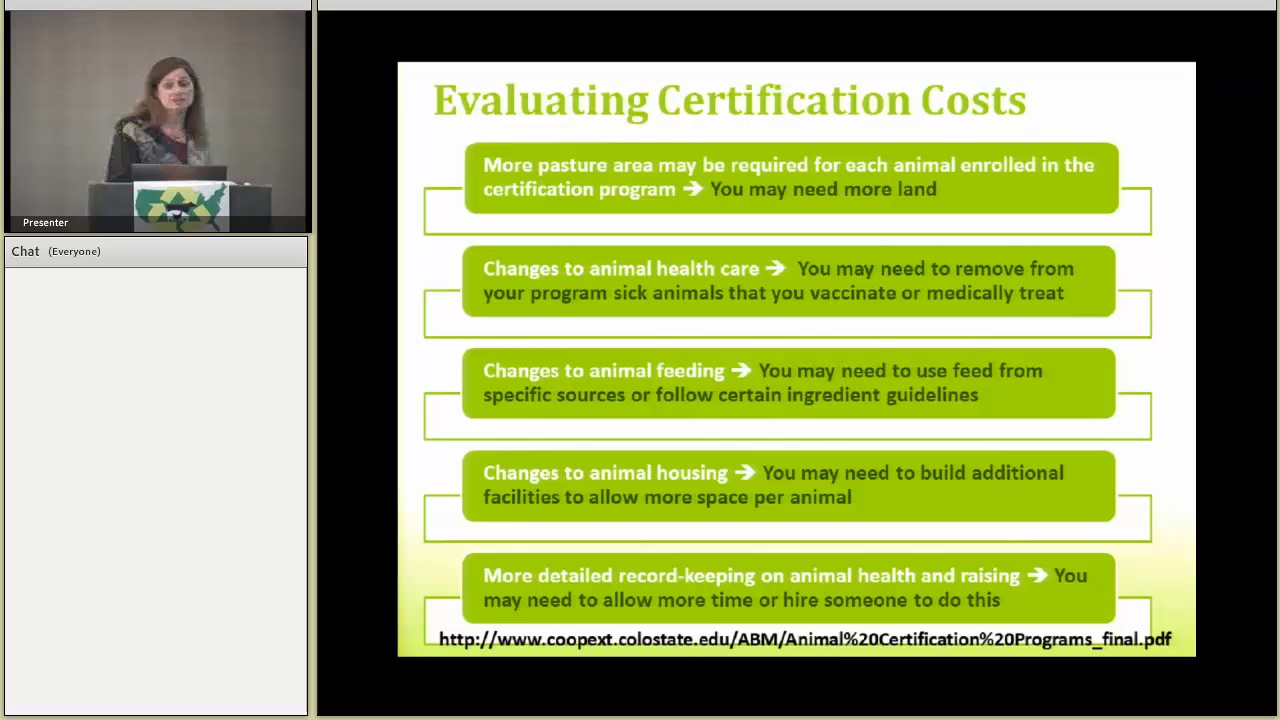 Presenter
Chat (Everyone)
Evaluating Certification Costs
More pasture area may be required for each animal enrolled in the
certification program ➔ You may need more land
Changes to animal health care ➔ You may need to remove from
your program sick animals that you vaccinate or medically treat
Changes to animal feeding ➔ You may need to use feed from
specific sources or follow certain ingredient guidelines
Changes to animal housing ➔ You may need to build additional
facilities to allow more space per animal
More detailed record-keeping on animal health and raising ➔ You
may need to allow more time or hire someone to do this
http://www.coopext.colostate.edu/ABM/Animal%20Certification%20Programs_final.pdf